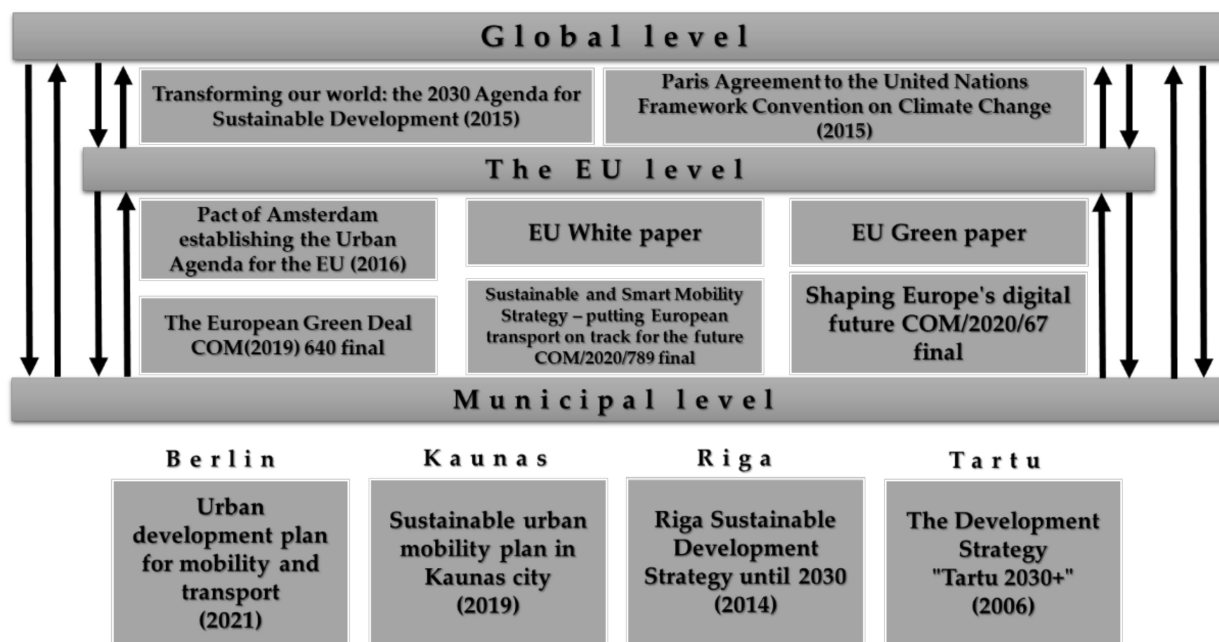 Global level
Transforming our world: the 2030 Agenda for
Sustainable Development (2015)
Paris Agreement to the United Nations
Framework Convention on Climate Change
(2015)
The EU level
Pact of Amsterdam
establishing the Urban
Agenda for the EU (2016)
EU White paper
EU Green paper
The European Green Deal
COM(2019) 640 final
Sustainable and Smart Mobility
Strategy – putting European
transport on track for the future
COM/2020/789 final
Shaping Europe's digital
future COM/2020/67
final
Municipal level
Berlin
Kaunas
Riga
Tartu
Urban
development plan
for mobility and
transport
(2021)
Sustainable urban
mobility plan in
Kaunas city
(2019)
Riga Sustainable
Development
Strategy until 2030
(2014)
The Development
Strategy
"Tartu 2030+"
(2006)